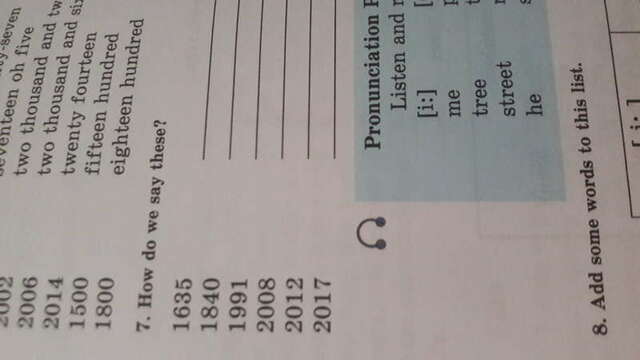 oh five
2002 two thousand and
2006 two thousand and
2014 twenty fourteen
1500 fifteen hundred
1800 eighteen hundred
7. How do we say these?
1635
1840
1991
2008
2012
2017
Pronunciation
Listen and
[i:]
me
tree
street
he
8. Add some words to this list.
[i:]